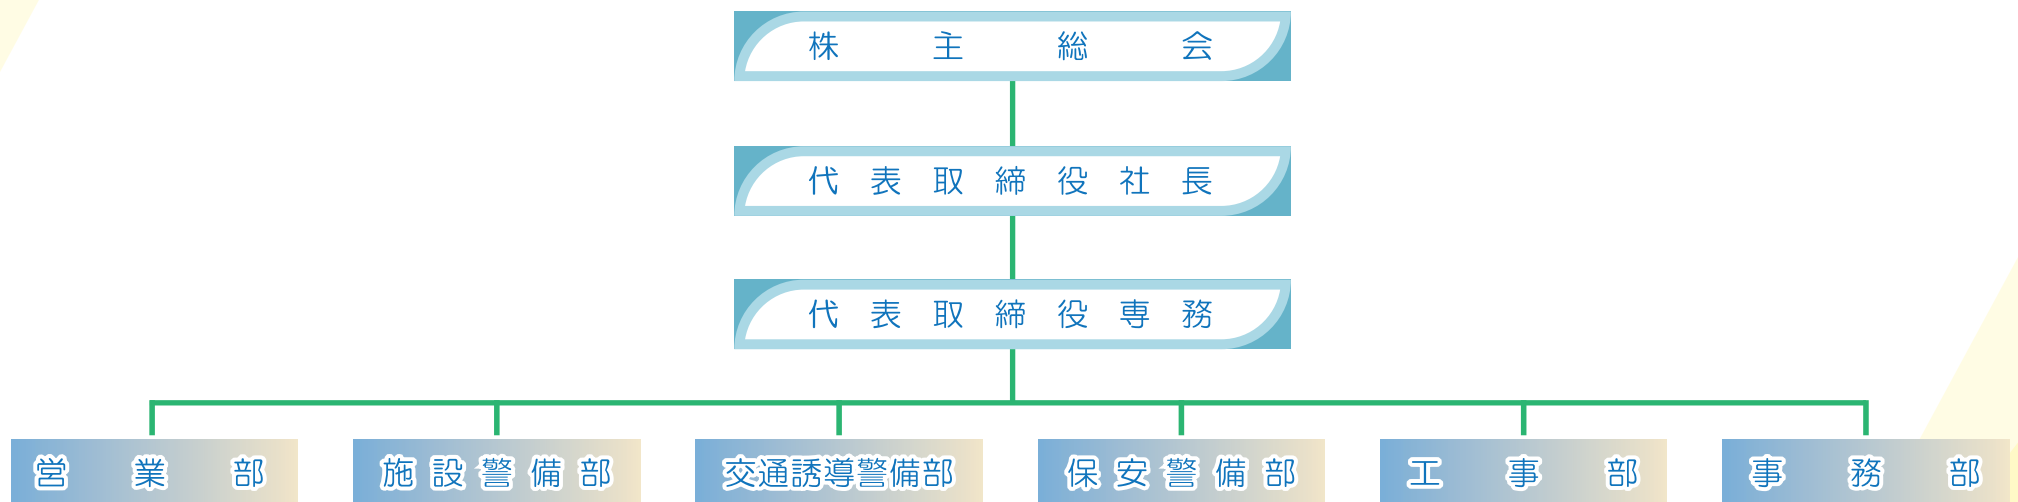 株主総会
代表取締役社長
代表取締役専務
営業部
施設警備部
交通誘導警備部
保安警備部
工事部
事務部